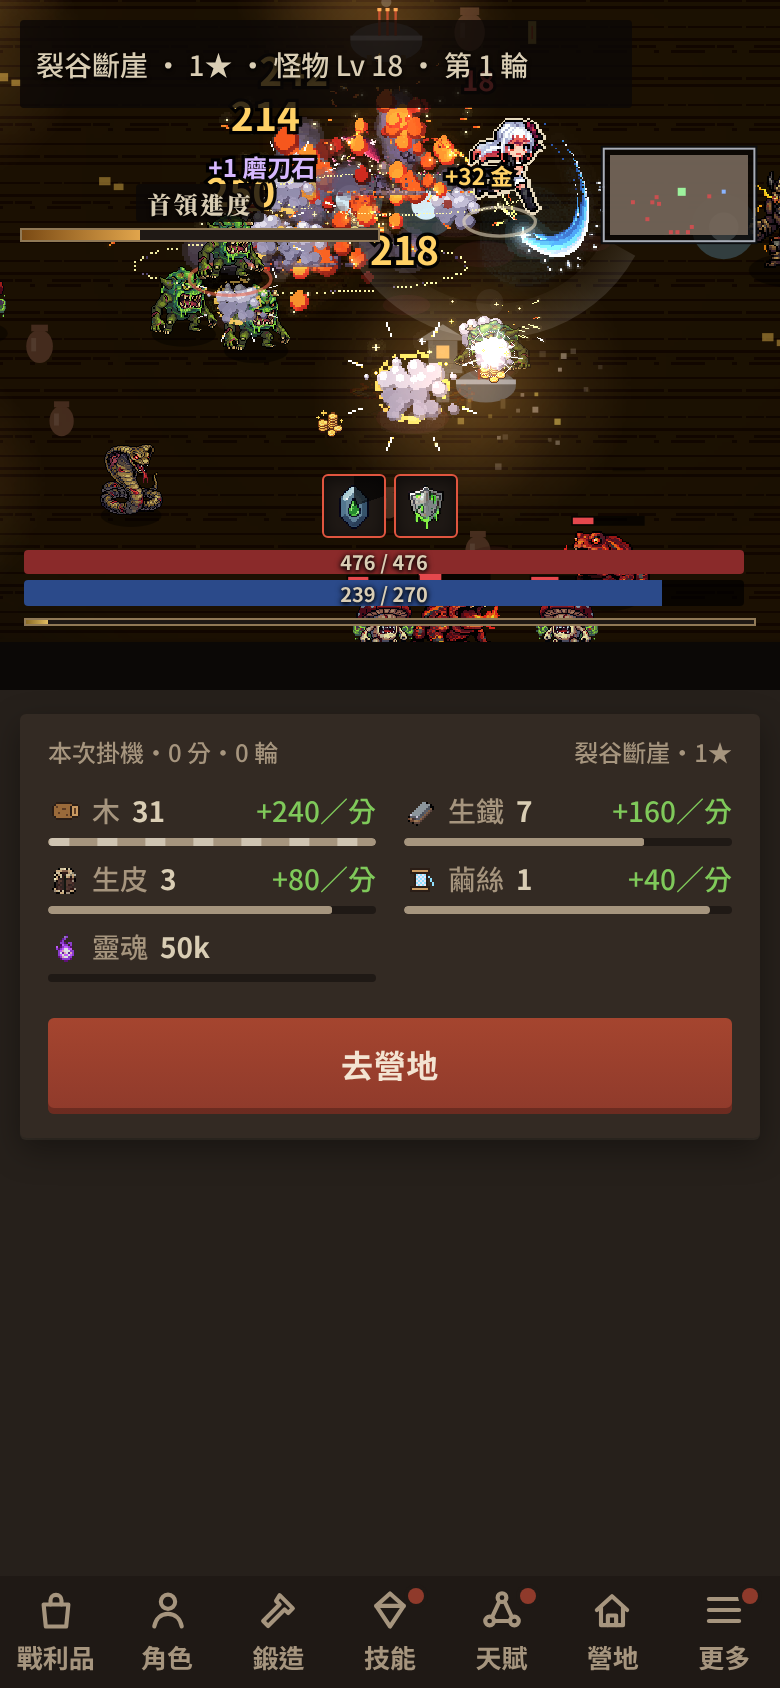 裂谷斷崖 • 1★ • 怪物 Lv 18 • 第 1 輪
18
214
+1 磨刀石
+32 金
首領進度
218
476 / 476
239 / 270
本次掛機・0 分・0 輪
裂谷斷崖・1★
木 31 +240／分
生鐵 7 +160／分
生皮 3 +80／分
繭絲 1 +40／分
靈魂 50k
去營地
戰利品
角色
鍛造
技能
天賦
營地
更多